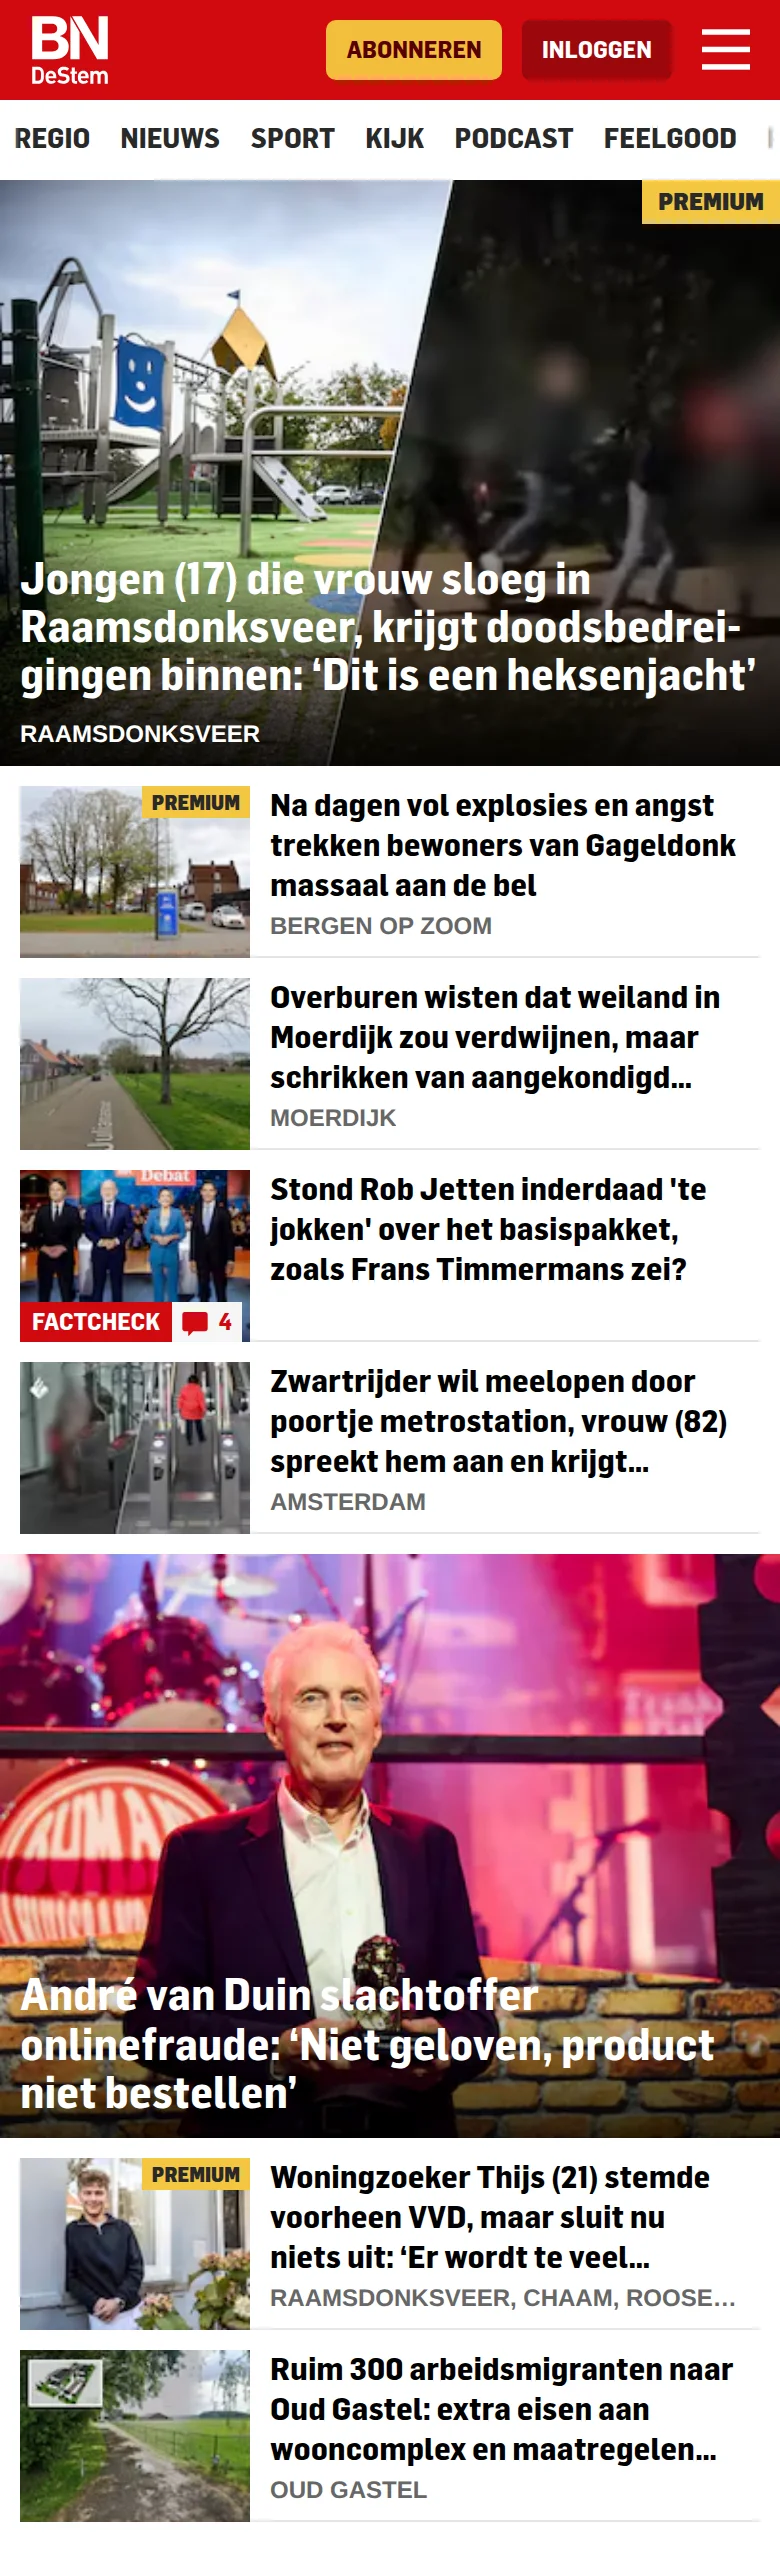 BN
DeStem
ABONNEREN
INLOGGEN
REGIO NIEUWS SPORT KIJK PODCAST FEELGOOD
PREMIUM
Jongen (17) die vrouw sloeg in
Raamsdonksveer, krijgt doodsbedrei-
gingen binnen: ‘Dit is een heksenjacht’
RAAMSDONKSVEER
PREMIUM
Na dagen vol explosies en angst
trekken bewoners van Gageldonk
massaal aan de bel
BERGEN OP ZOOM
Overburen wisten dat weiland in
Moerdijk zou verdwijnen, maar
schrikken van aangekondigd...
MOERDIJK
Debat
FACTCHECK
4
Stond Rob Jetten inderdaad 'te
jokken' over het basispakket,
zoals Frans Timmermans zei?
Zwartrijder wil meelopen door
poortje metrostation, vrouw (82)
spreekt hem aan en krijgt...
AMSTERDAM
André van Duin slachtoffer
onlinefraude: ‘Niet geloven, product
niet bestellen’
PREMIUM
Woningzoeker Thijs (21) stemde
voorheen VVD, maar sluit nu
niets uit: ‘Er wordt te veel...
RAAMSDONKSVEER, CHAAM, ROOSE...
Ruim 300 arbeidsmigranten naar
Oud Gastel: extra eisen aan
wooncomplex en maatregelen...
OUD GASTEL